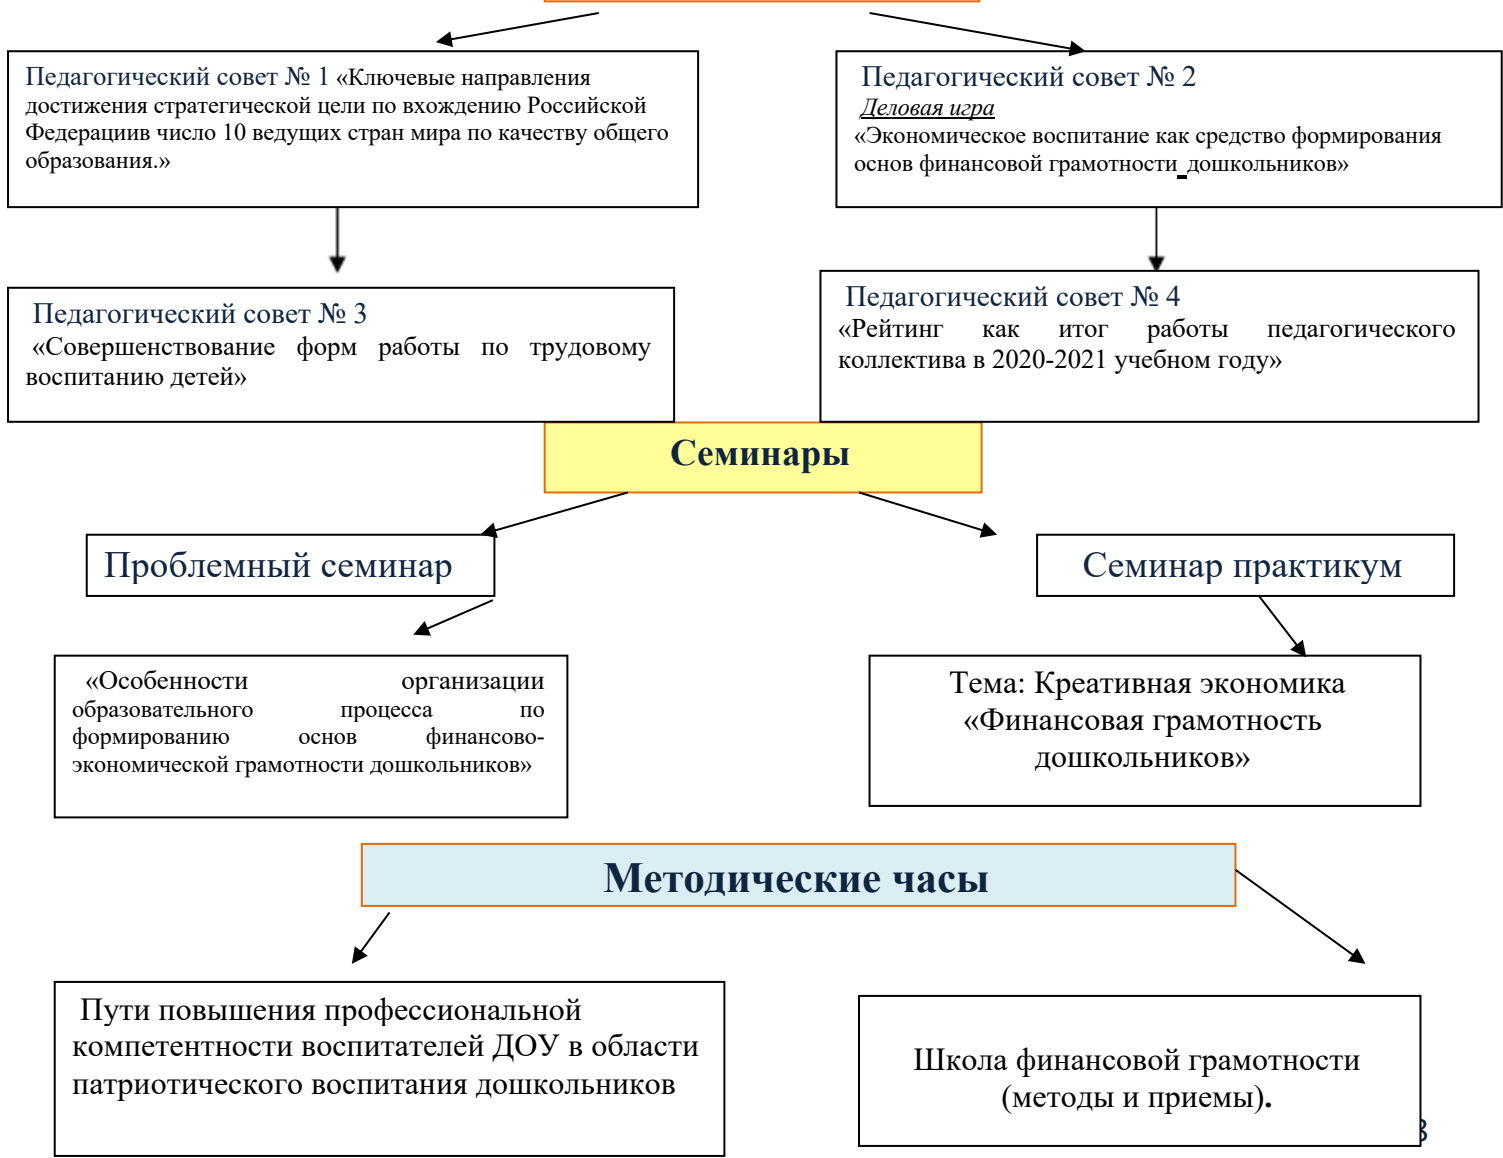 Педагогический совет № 1 «Ключевые направления
достижения стратегической цели по вхождению Российской
Федерациив число 10 ведущих стран мира по качеству общего
образования.»
Педагогический совет № 2
Деловая игра
«Экономическое воспитание как средство формирования
основ финансовой грамотности дошкольников»
Педагогический совет № 3
«Совершенствование форм работы по трудовому
воспитанию детей»
Педагогический совет № 4
«Рейтинг как итог работы педагогического
коллектива в 2020-2021 учебном году»
Семинары
Проблемный семинар
Семинар практикум
«Особенности организации
образовательного процесса по
формированию основ финансово-
экономической грамотности дошкольников»
Тема: Креативная экономика
«Финансовая грамотность
дошкольников»
Методические часы
Пути повышения профессиональной
компетентности воспитателей ДОУ в области
патриотического воспитания дошкольников
Школа финансовой грамотности
(методы и приемы).